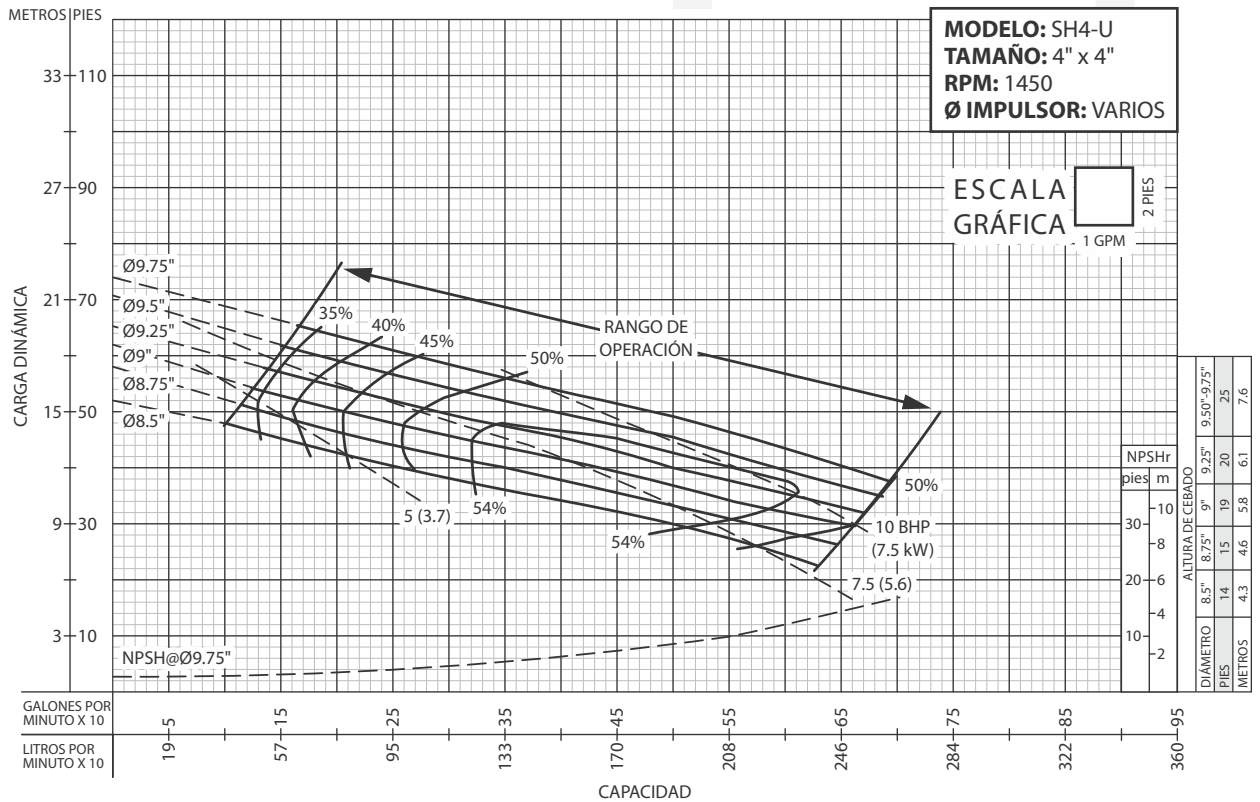 METROS PIES
MODELO: SH4-U
TAMAÑO: 4" x 4"
RPM: 1450
Ø IMPULSOR: VARIOS
33 110
27 90
21 70
15 50
9 30
3 10
CARGA DINÁMICA
ESCALA
GRÁFICA
2 PIES
1 GPM
Ø9.75"
Ø9.5"
Ø9.25"
Ø9"
Ø8.75"
Ø8.5"
35%
40%
45%
50%
RANGO DE
OPERACIÓN
5 (3.7)
54%
54%
50%
10 BHP
(7.5 kW)
7.5 (5.6)
NPSH@Ø9.75"
NPSHr
pies m
10
30
8
20 6
4
10
2
ALTURA DE CEBADO
DIÁMETRO 8.5" 8.75" 9" 9.25" 9.50"-9.75"
PIES 14 15 19 20 25
METROS 4.3 4.6 5.8 6.1 7.6
GALONES POR
MINUTO X 10
5 15 25 35 45 55 65 75 85 95
LITROS POR
MINUTO X 10
19 57 95 133 170 208 246 284 322 360
CAPACIDAD